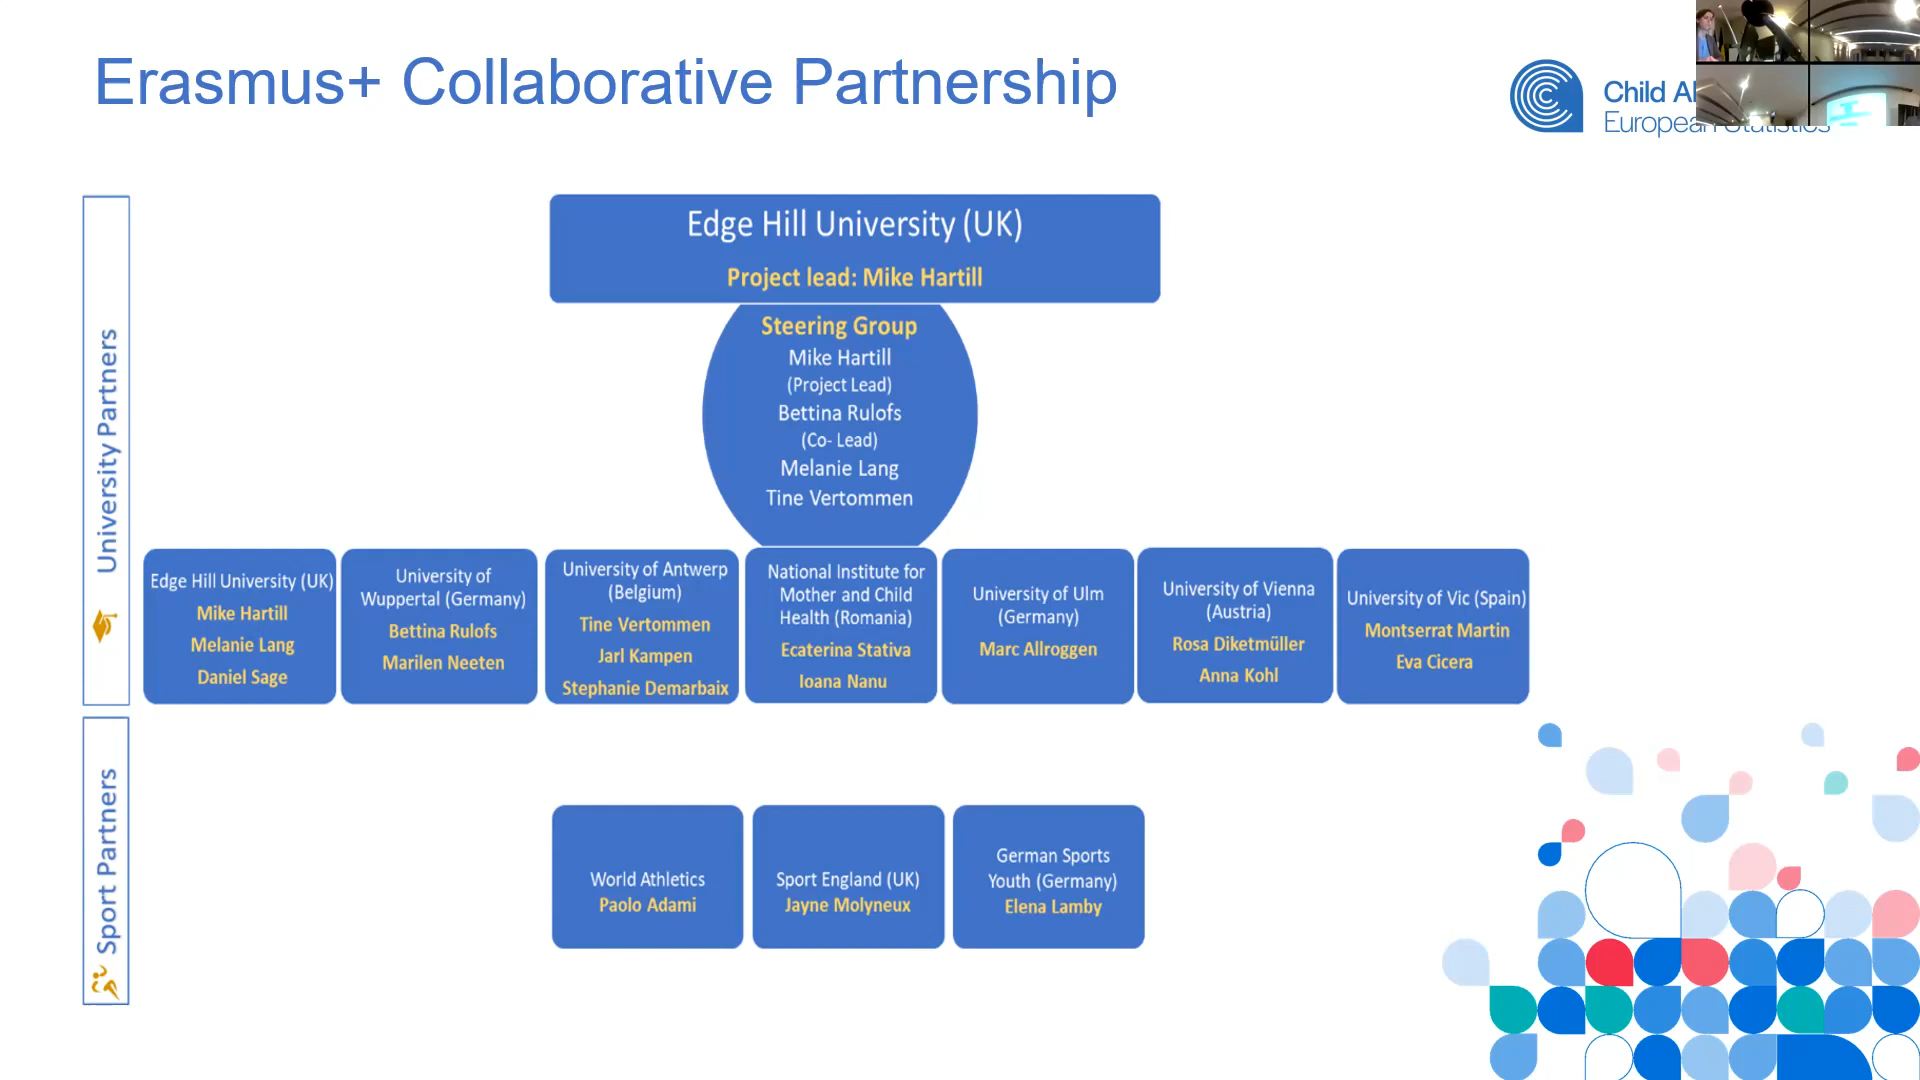 Erasmus+ Collaborative Partnership
Child
European Statistics
University Partners
Edge Hill University (UK)
Project lead: Mike Hartill
Steering Group
Mike Hartill
(Project Lead)
Bettina Rulofs
(Co- Lead)
Melanie Lang
Tine Vertommen
Edge Hill University (UK)
Mike Hartill
Melanie Lang
Daniel Sage
University of
Wuppertal (Germany)
Bettina Rulofs
Marilen Neeten
University of Antwerp
(Belgium)
Tine Vertommen
Jarl Kampen
Stephanie Demarbaix
National Institute for
Mother and Child
Health (Romania)
Ecaterina Stativa
Ioana Nanu
University of Ulm
(Germany)
Marc Allroggen
University of Vienna
(Austria)
Rosa Diketmüller
Anna Kohl
University of Vic (Spain)
Montserrat Martin
Eva Cicera
Sport Partners
World Athletics
Paolo Adami
Sport England (UK)
Jayne Molyneux
German Sports
Youth (Germany)
Elena Lamby